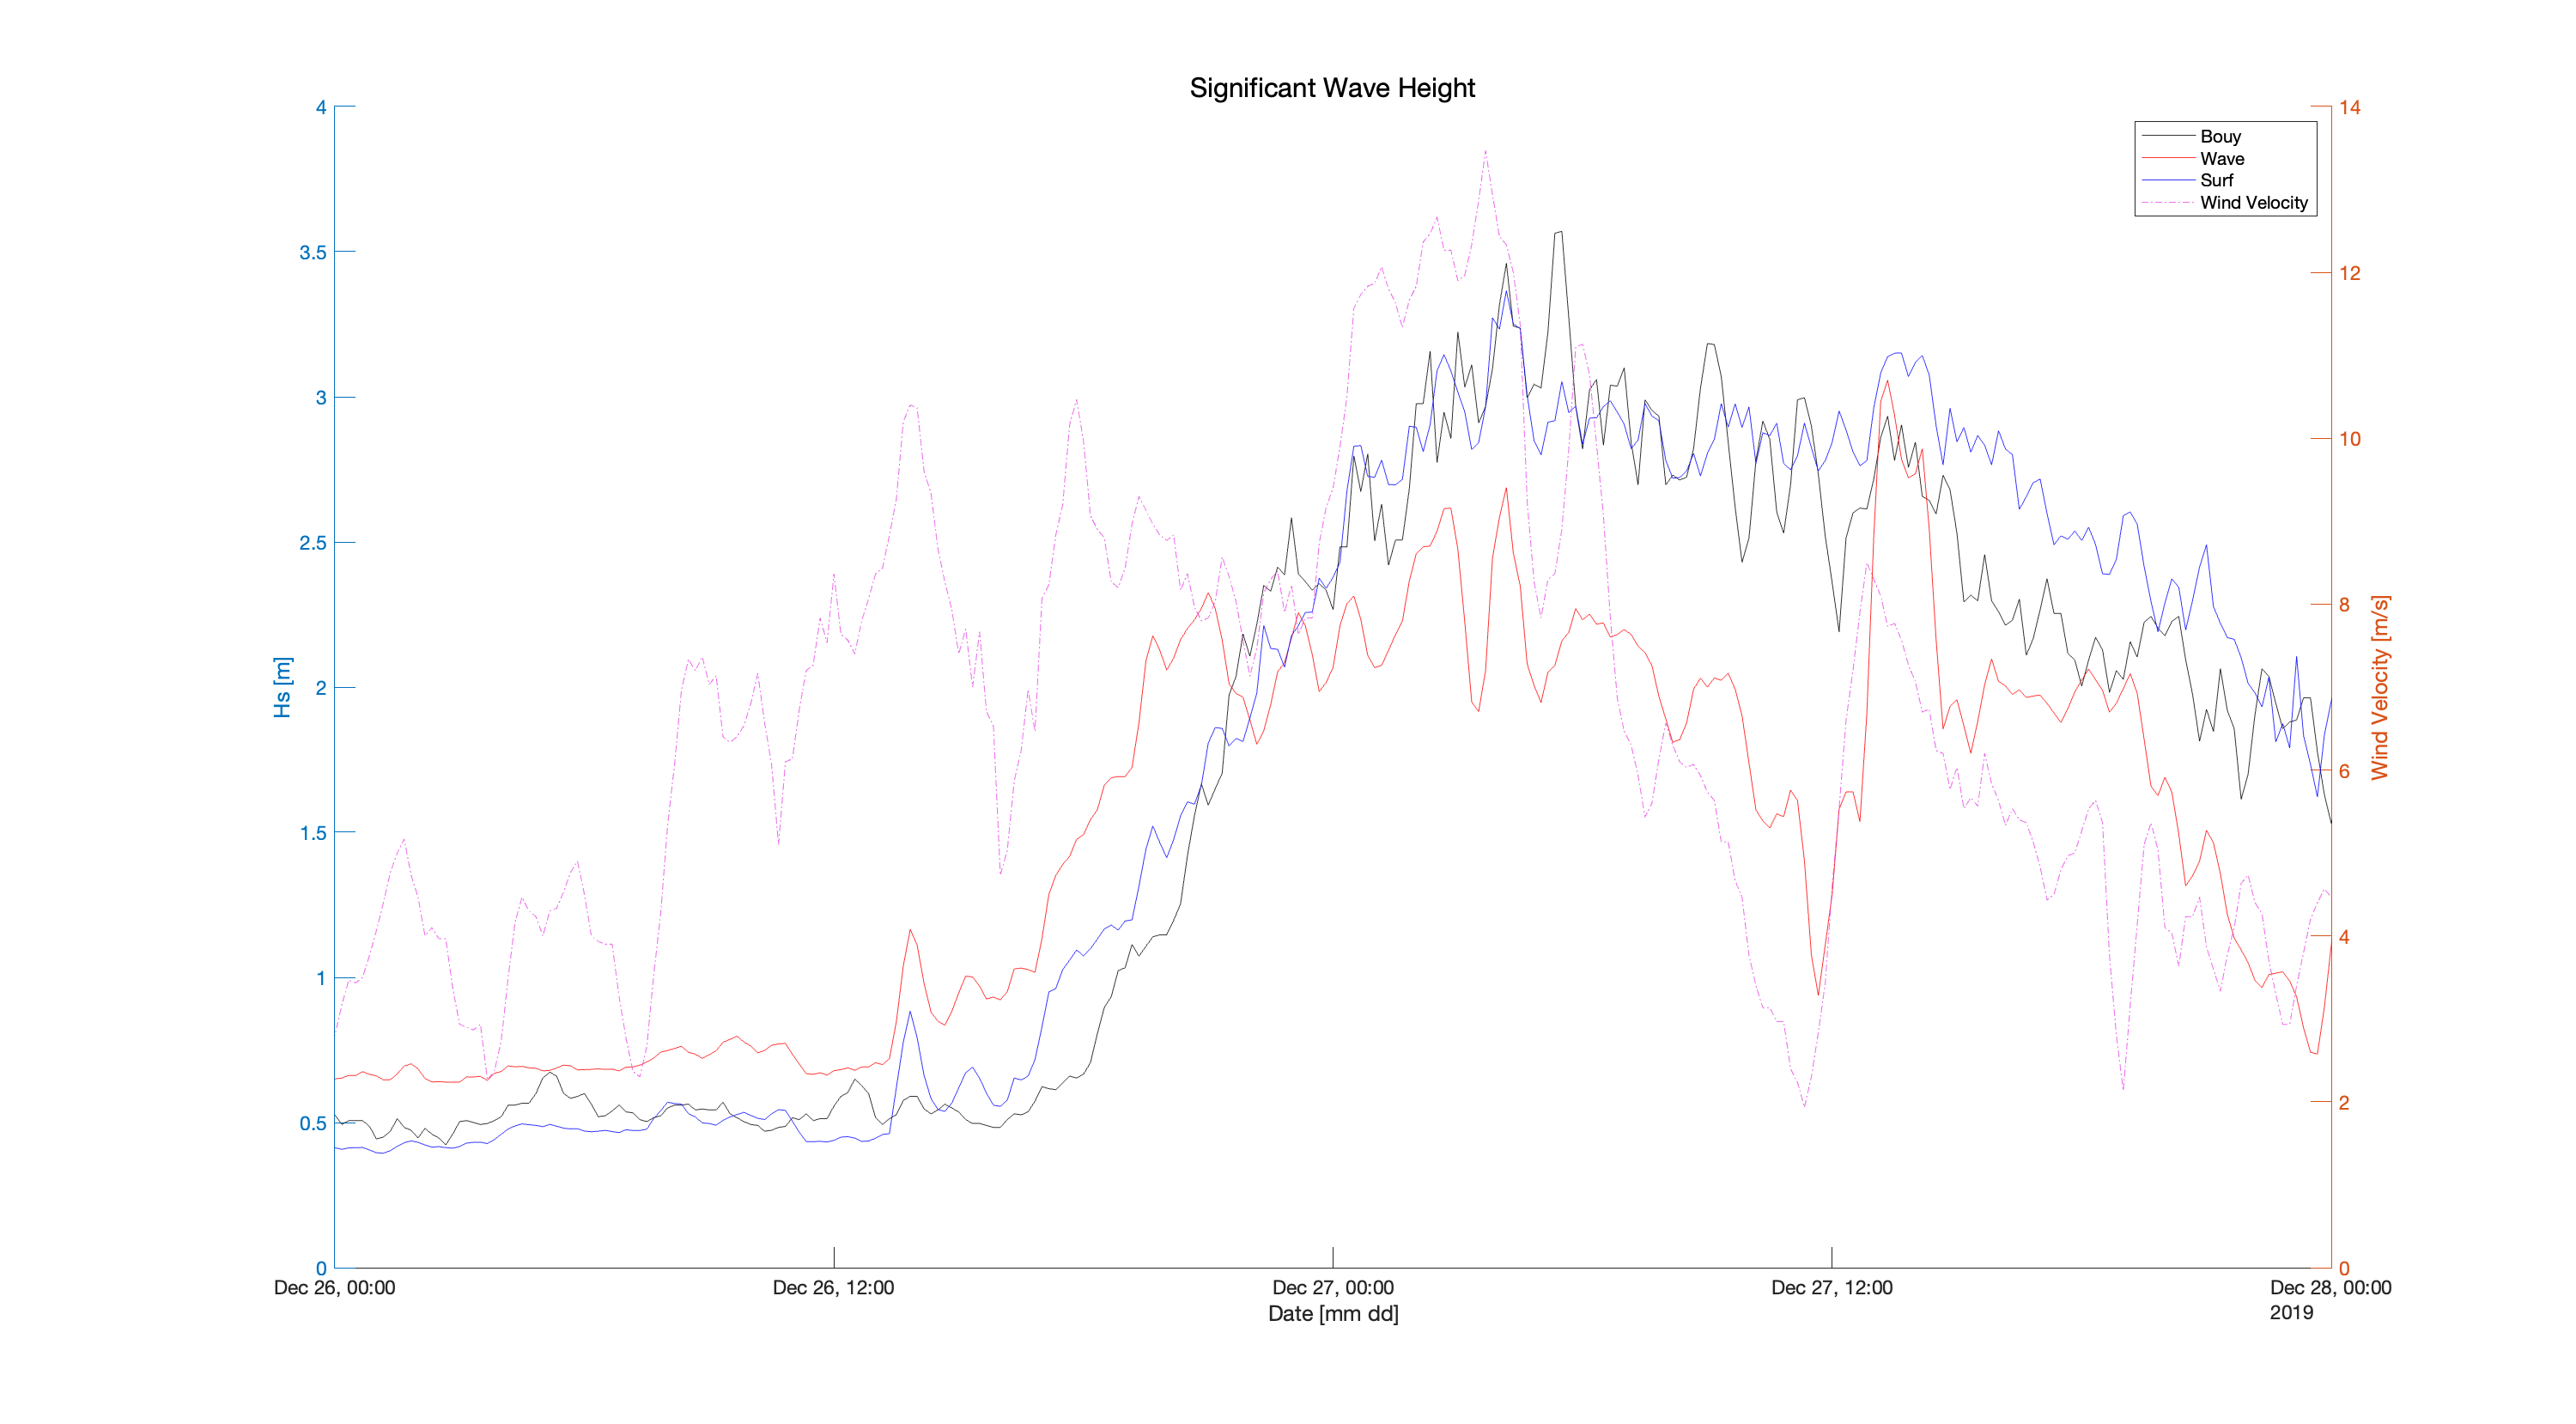 Significant Wave Height
4
3.5
3
2.5
2
1.5
1
0.5
0
Hs [m]
14
12
10
8
6
4
2
0
Wind Velocity [m/s]
Bouy
Wave
Surf
Wind Velocity
Dec 26, 00:00
Dec 26, 12:00
Dec 27, 00:00
Dec 27, 12:00
Dec 28, 00:00
2019
Date [mm dd]